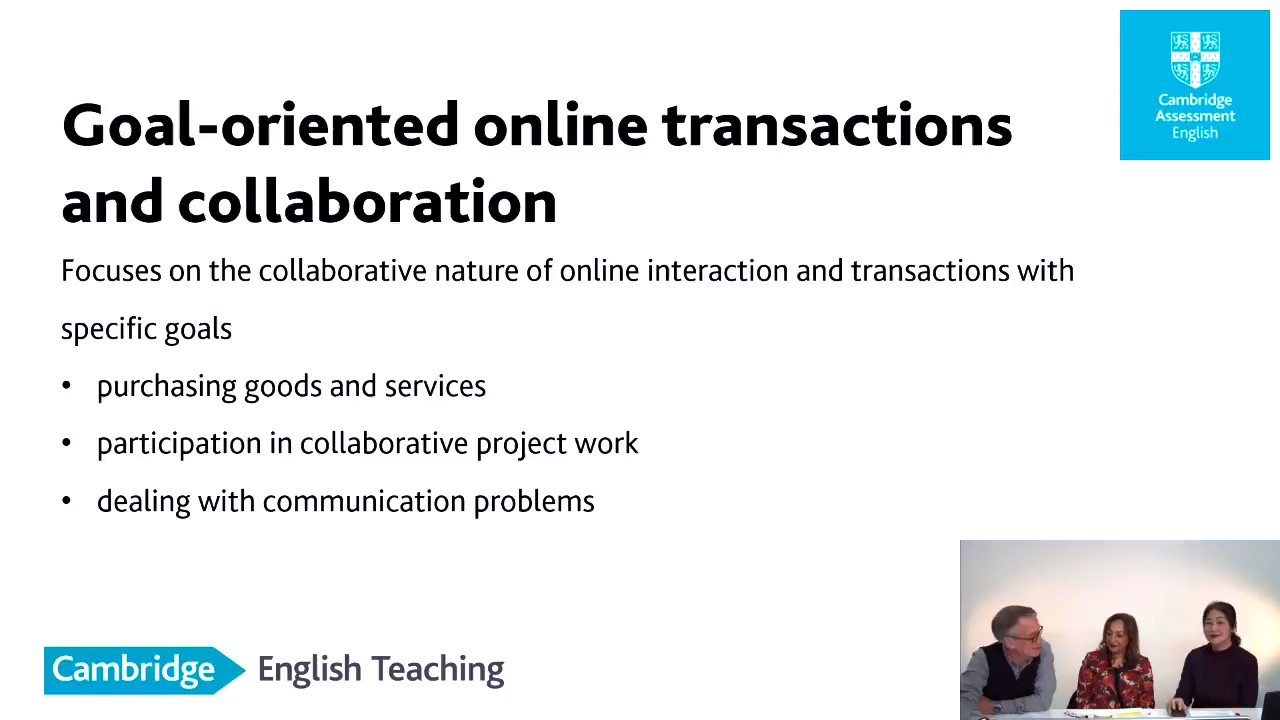 Goal-oriented online transactions
and collaboration
Cambridge
Assessment
English
Focuses on the collaborative nature of online interaction and transactions with
specific goals
• purchasing goods and services
• participation in collaborative project work
• dealing with communication problems
Cambridge English Teaching